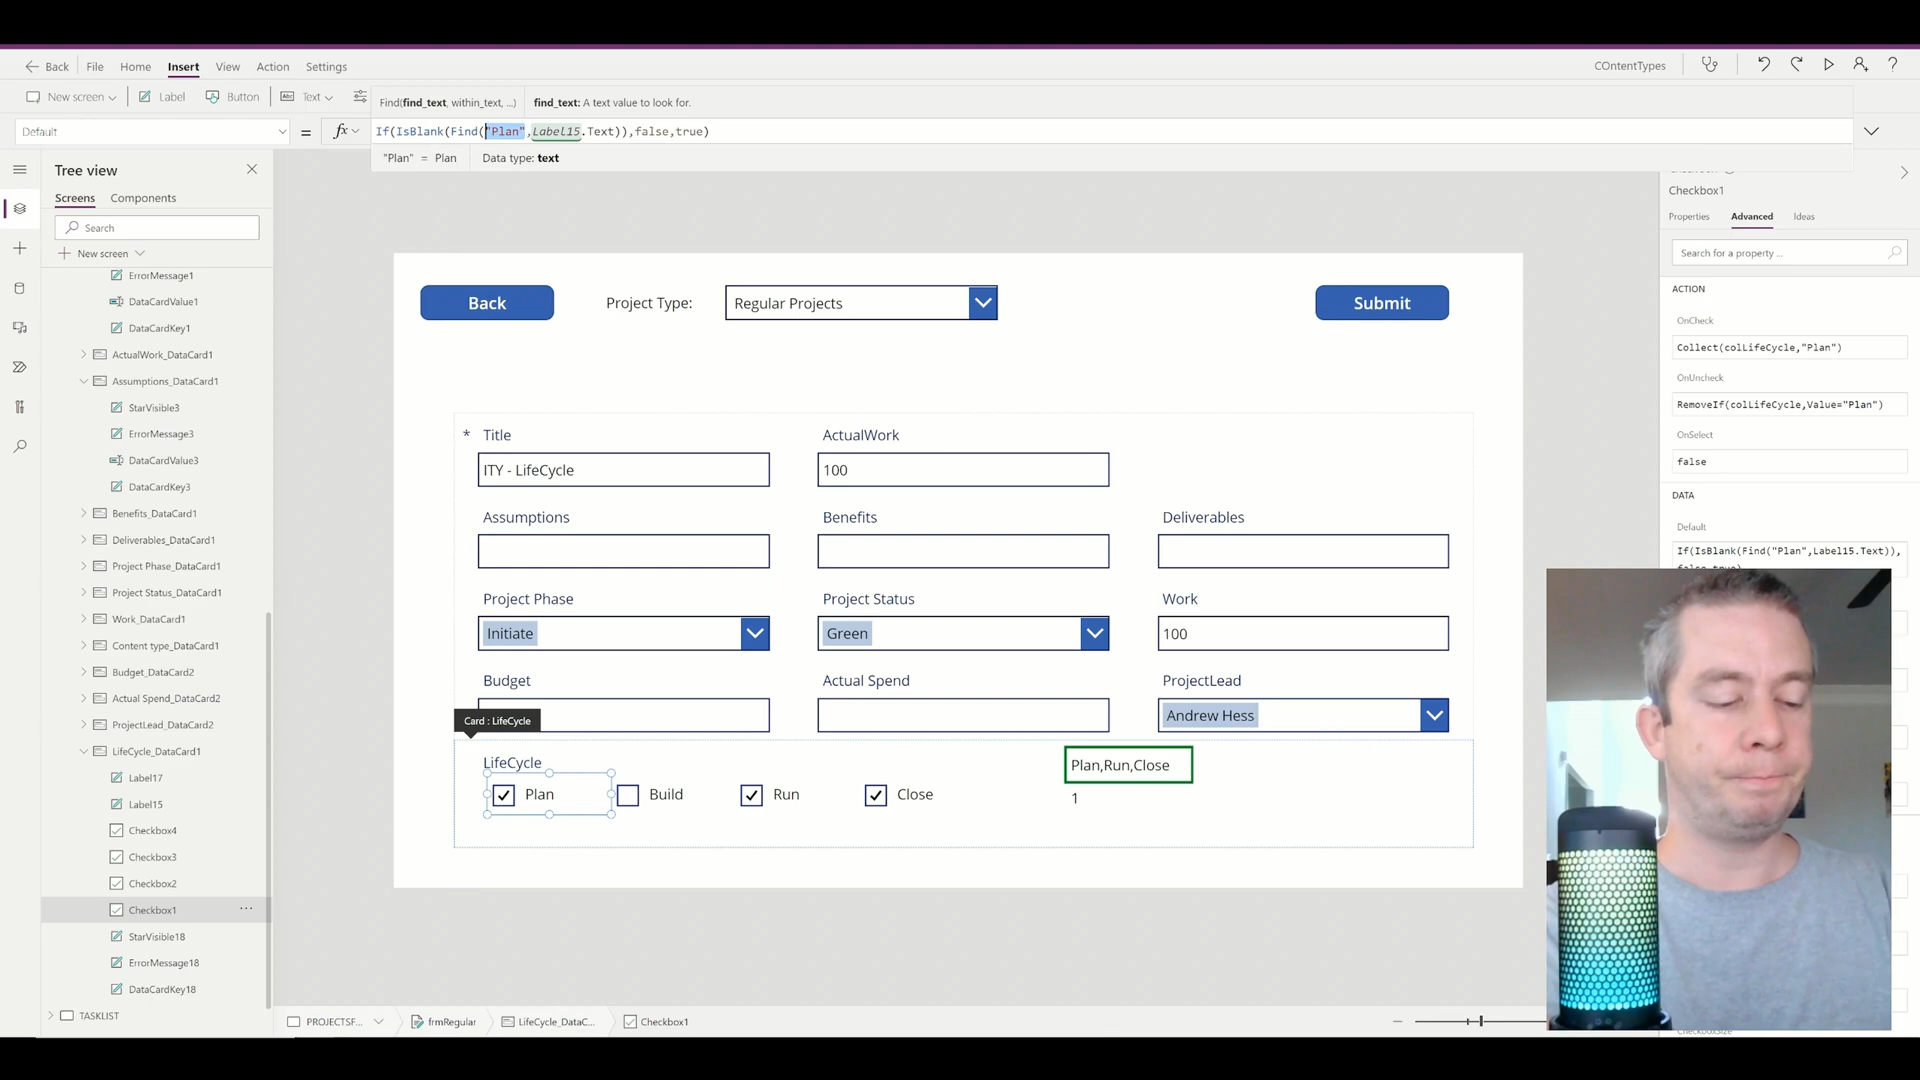 Back File Home Insert View Action Settings COntentTypes ?
New screen Label Button Text
Find(find_text, within_text, ...) find_text: A text value to look for.
Default = fx If(IsBlank(Find("Plan",Label15.Text)),false,true)
"Plan" = Plan Data type: text
Tree view
Screens Components
Search
New screen
ErrorMessage1
DataCardValue1
DataCardKey1
ActualWork_DataCard1
Assumptions_DataCard1
StarVisible3
ErrorMessage3
DataCardValue3
DataCardKey3
Benefits_DataCard1
Deliverables_DataCard1
Project Phase_DataCard1
Project Status_DataCard1
Work_DataCard1
Content type_DataCard1
Budget_DataCard2
Actual Spend_DataCard2
ProjectLead_DataCard2
LifeCycle_DataCard1
Label17
Label15
Checkbox4
Checkbox3
Checkbox2
Checkbox1 ...
StarVisible18
ErrorMessage18
DataCardKey18
TASKLIST
Back Project Type: Regular Projects Submit
* Title ActualWork
ITY - LifeCycle 100
Assumptions Benefits Deliverables
Project Phase Project Status Work
Initiate Green 100
Budget Actual Spend ProjectLead
Andrew Hess
Card : LifeCycle
LifeCycle Plan,Run,Close
Plan Build Run Close 1
PROJECTSF... frmRegular LifeCycle_DataC... Checkbox1
Checkbox1
Properties Advanced Ideas
Search for a property ...
ACTION
OnCheck
Collect(colLifeCycle,"Plan")
OnUncheck
RemoveIf(colLifeCycle,Value="Plan")
OnSelect
false
DATA
Default
If(IsBlank(Find("Plan",Label15.Text)),